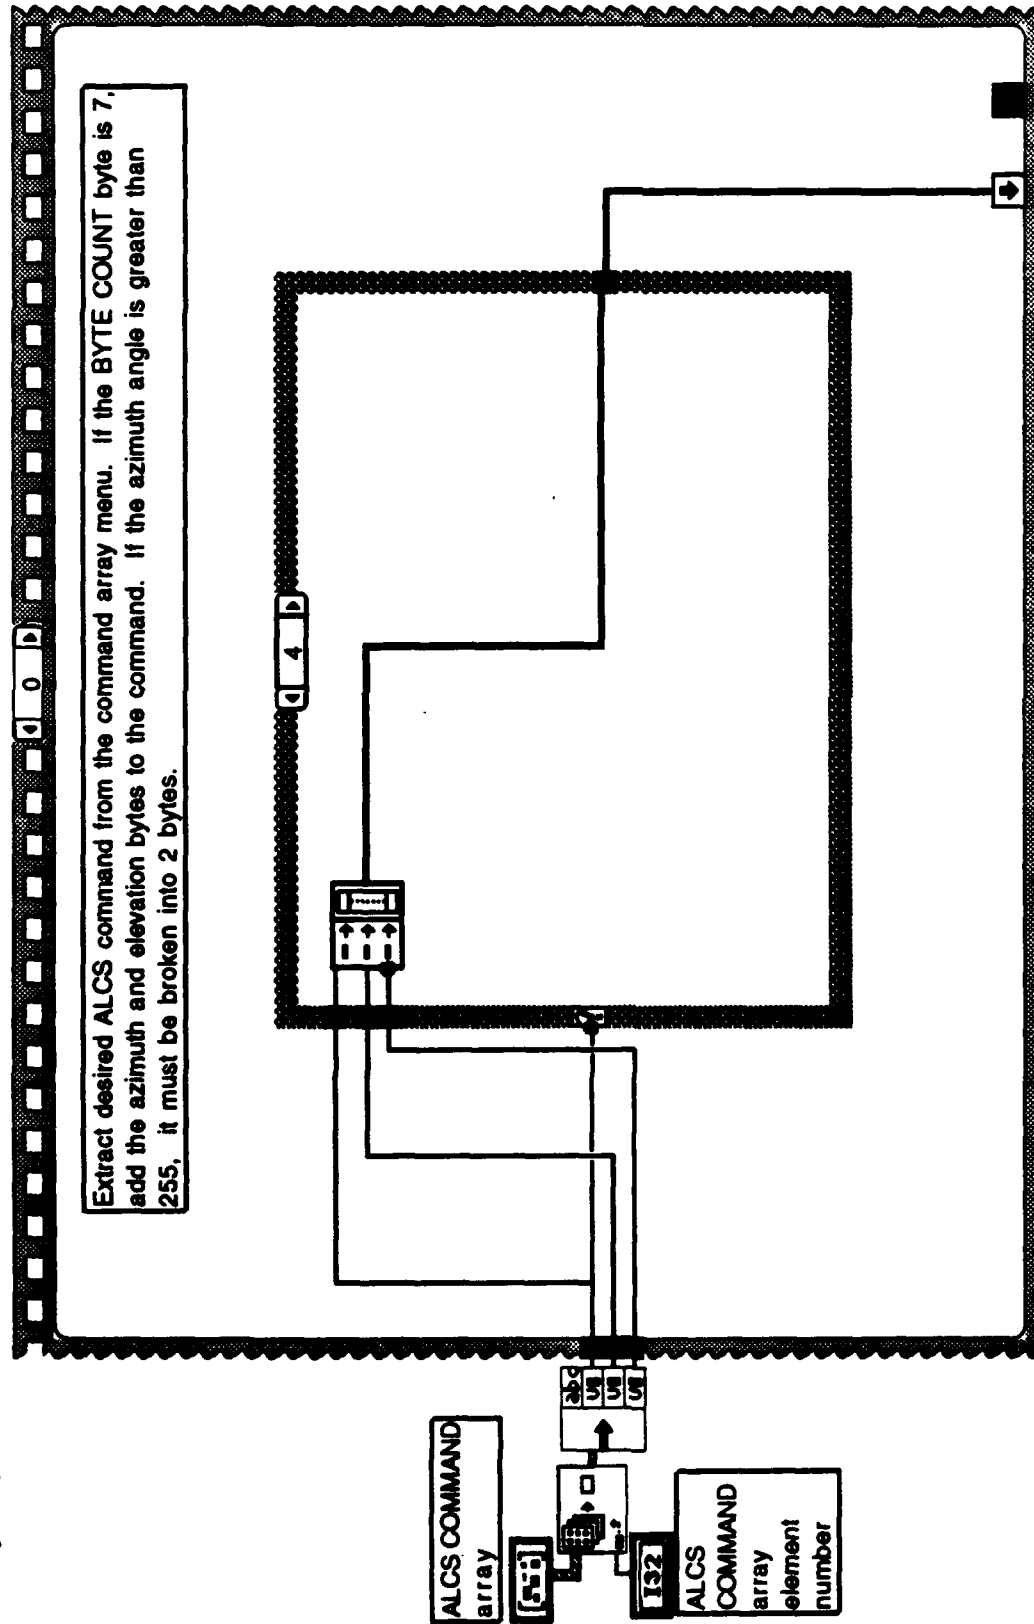 0
Extract desired ALCS command from the command array menu. If the BYTE COUNT byte is 7,
add the azimuth and elevation bytes to the command. If the azimuth angle is greater than
255, it must be broken into 2 bytes.
4
ALCS COMMAND
array
abc
U8
U8
U8
I32
ALCS
COMMAND
array
element
number